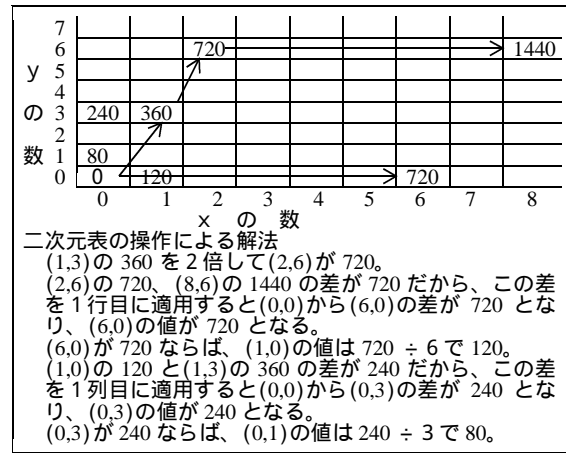 7
6 720 1440
y 5
4
の 3 240 360
2
数 1 80
0 0 120 720
0 1 2 3 4 5 6 7 8
x の 数
二次元表の操作による解法
(1,3)の 360 を２倍して(2,6)が 720。
(2,6)の 720、(8,6)の 1440 の差が 720 だから、この差
を１行目に適用すると(0,0)から(6,0)の差が 720 とな
り、(6,0)の値が 720 となる。
(6,0)が 720 ならば、(1,0)の値は 720 ÷ 6 で 120。
(1,0)の 120 と(1,3)の 360 の差が 240 だから、この差
を１列目に適用すると(0,0)から(0,3)の差が 240 とな
り、(0,3)の値が 240 となる。
(0,3)が 240 ならば、(0,1)の値は 240 ÷ 3 で 80。